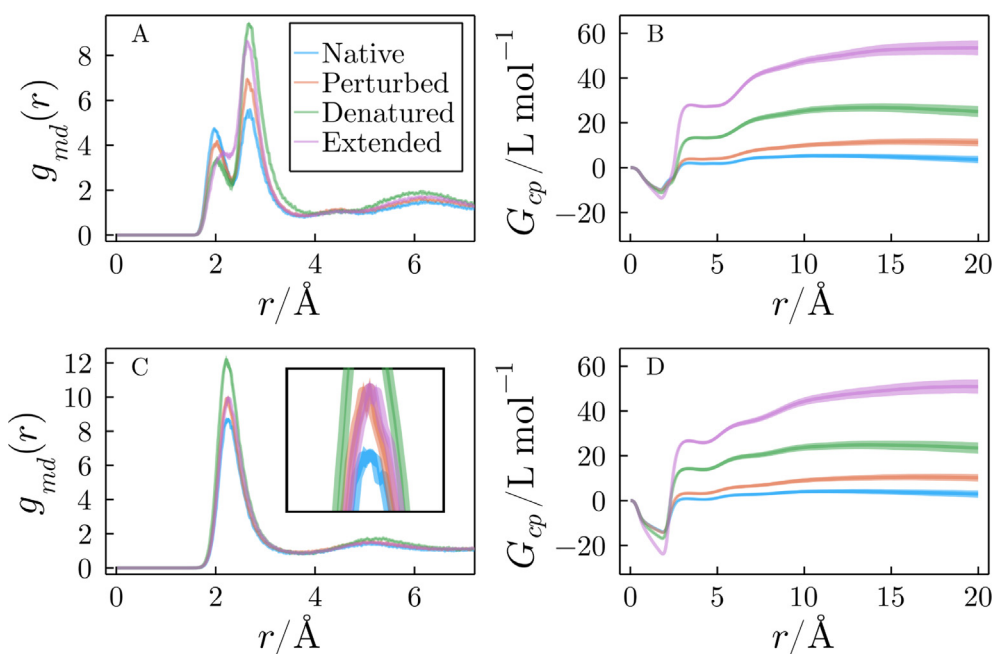 A
Native
Perturbed
Denatured
Extended
g_md(r)
8
6
4
2
0
0 2 4 6
r/Å
B
G_cp/L mol⁻¹
60
40
20
0
−20
0 5 10 15 20
r/Å
C
g_md(r)
12
10
8
6
4
2
0
0 2 4 6
r/Å
D
G_cp/L mol⁻¹
60
40
20
0
−20
0 5 10 15 20
r/Å